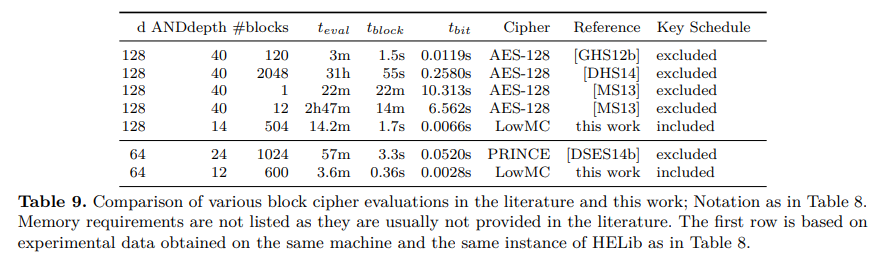 d ANDdepth #blocks t_eval t_block t_bit Cipher Reference Key Schedule
128 40 120 3m 1.5s 0.0119s AES-128 [GHS12b] excluded
128 40 2048 31h 55s 0.2580s AES-128 [DHS14] excluded
128 40 1 22m 22m 10.313s AES-128 [MS13] excluded
128 40 12 2h47m 14m 6.562s AES-128 [MS13] excluded
128 14 504 14.2m 1.7s 0.0066s LowMC this work included
64 24 1024 57m 3.3s 0.0520s PRINCE [DSES14b] excluded
64 12 600 3.6m 0.36s 0.0028s LowMC this work included
Table 9. Comparison of various block cipher evaluations in the literature and this work; Notation as in Table 8.
Memory requirements are not listed as they are usually not provided in the literature. The first row is based on
experimental data obtained on the same machine and the same instance of HELib as in Table 8.